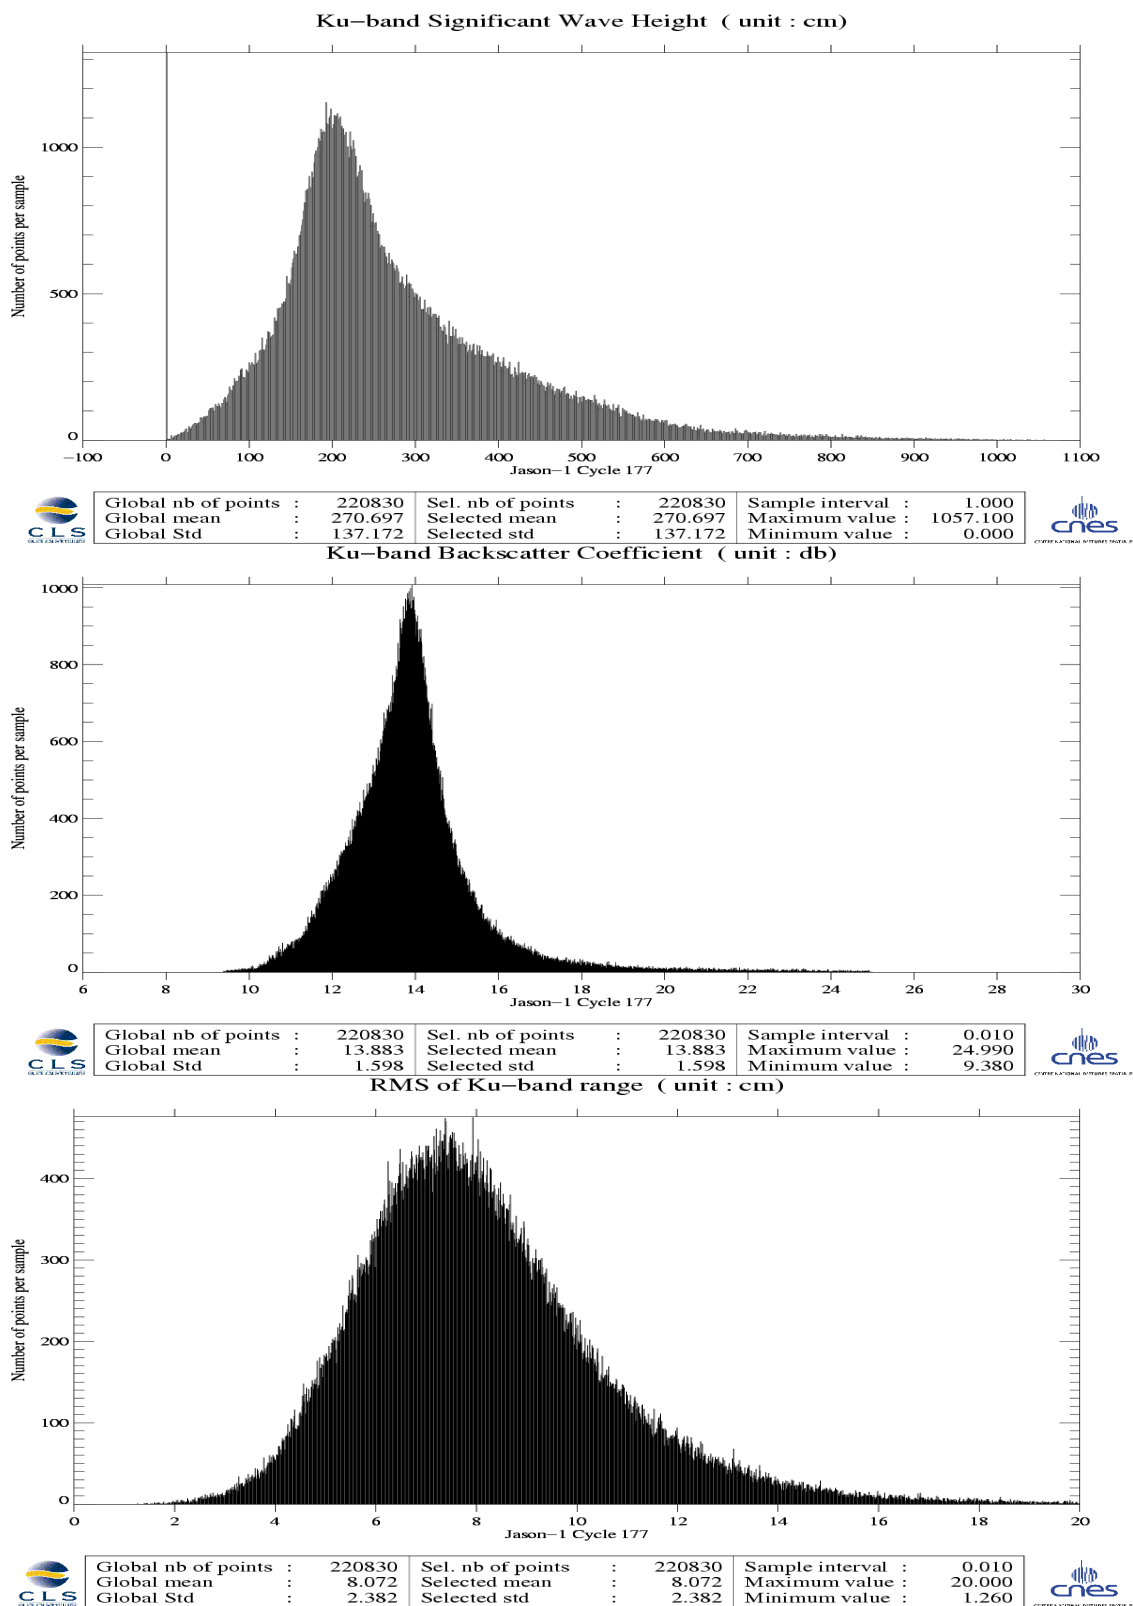 Ku−band Significant Wave Height ( unit : cm)
Number of points per sample
1000
500
0
−100 0 100 200 300 400 500 600 700 800 900 1000 1100
Jason−1 Cycle 177
CLS
Global nb of points : 220830 Sel. nb of points : 220830 Sample interval : 1.000
Global mean : 270.697 Selected mean : 270.697 Maximum value : 1057.100
Global Std : 137.172 Selected std : 137.172 Minimum value : 0.000
cnes
Ku−band Backscatter Coefficient ( unit : db)
Number of points per sample
1000
800
600
400
200
0
6 8 10 12 14 16 18 20 22 24 26 28 30
Jason−1 Cycle 177
CLS
Global nb of points : 220830 Sel. nb of points : 220830 Sample interval : 0.010
Global mean : 13.883 Selected mean : 13.883 Maximum value : 24.990
Global Std : 1.598 Selected std : 1.598 Minimum value : 9.380
cnes
RMS of Ku−band range ( unit : cm)
Number of points per sample
400
300
200
100
0
0 2 4 6 8 10 12 14 16 18 20
Jason−1 Cycle 177
CLS
Global nb of points : 220830 Sel. nb of points : 220830 Sample interval : 0.010
Global mean : 8.072 Selected mean : 8.072 Maximum value : 20.000
Global Std : 2.382 Selected std : 2.382 Minimum value : 1.260
cnes